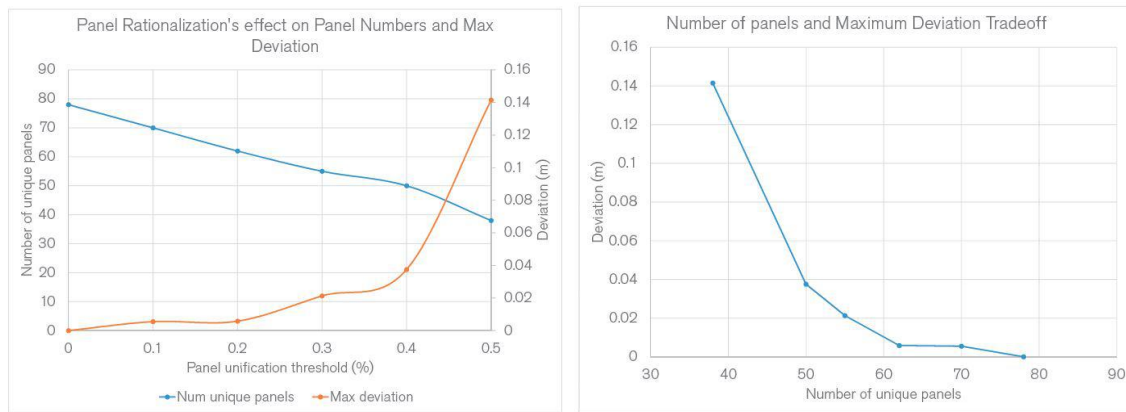 Panel Rationalization's effect on Panel Numbers and Max
Deviation
90
80
70
60
50
40
30
20
10
0
Number of unique panels
0.16
0.14
0.12
0.1
0.08
0.06
0.04
0.02
0
Deviation (m)
0 0.1 0.2 0.3 0.4 0.5
Panel unification threshold (%)
Num unique panels Max deviation
Number of panels and Maximum Deviation Tradeoff
0.16
0.14
0.12
0.1
0.08
0.06
0.04
0.02
0
Deviation (m)
30 40 50 60 70 80 90
Number of unique panels